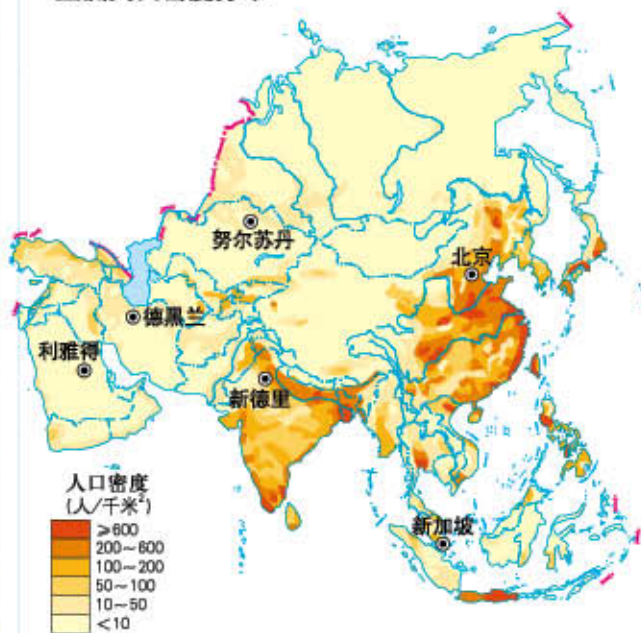 努尔苏丹
北京
德黑兰
利雅得
新德里
新加坡
人口密度
(人/千米²)
≥600
200～600
100～200
50～100
10～50
<10